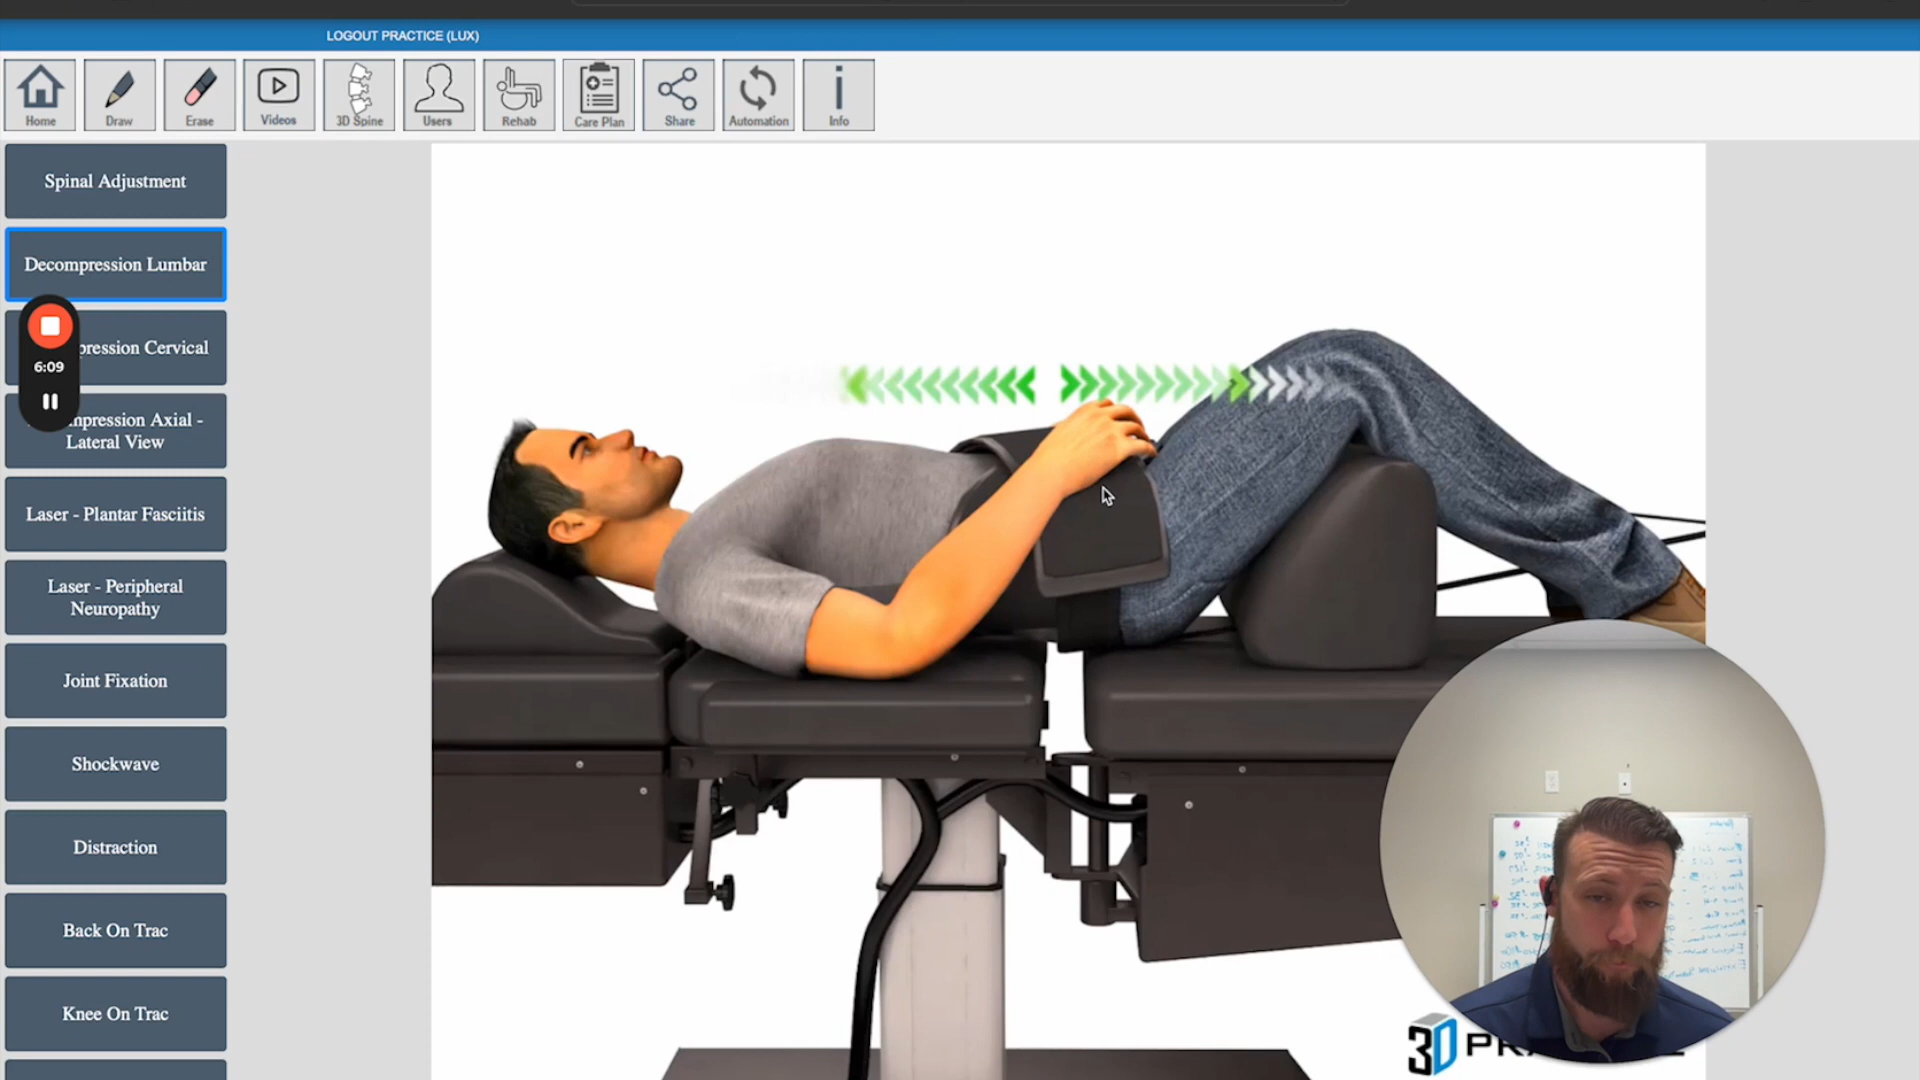 LOGOUT PRACTICE (LUX)
Home
Draw
Erase
Videos
3D Spine
Users
Rehab
Care Plan
Share
Automation
Info
Spinal Adjustment
Decompression Lumbar
6:09
pression Cervical
mpression Axial -
Lateral View
Laser - Plantar Fasciitis
Laser - Peripheral
Neuropathy
Joint Fixation
Shockwave
Distraction
Back On Trac
Knee On Trac
3D